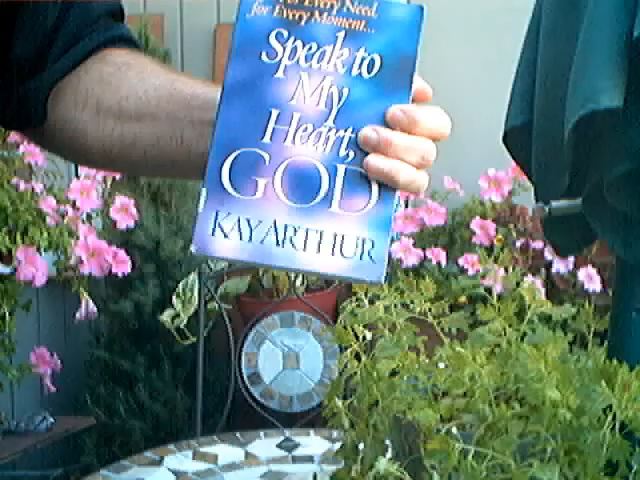 for Every Need,
for Every Moment...
Speak to
My
Heart,
GOD
KAY ARTHUR